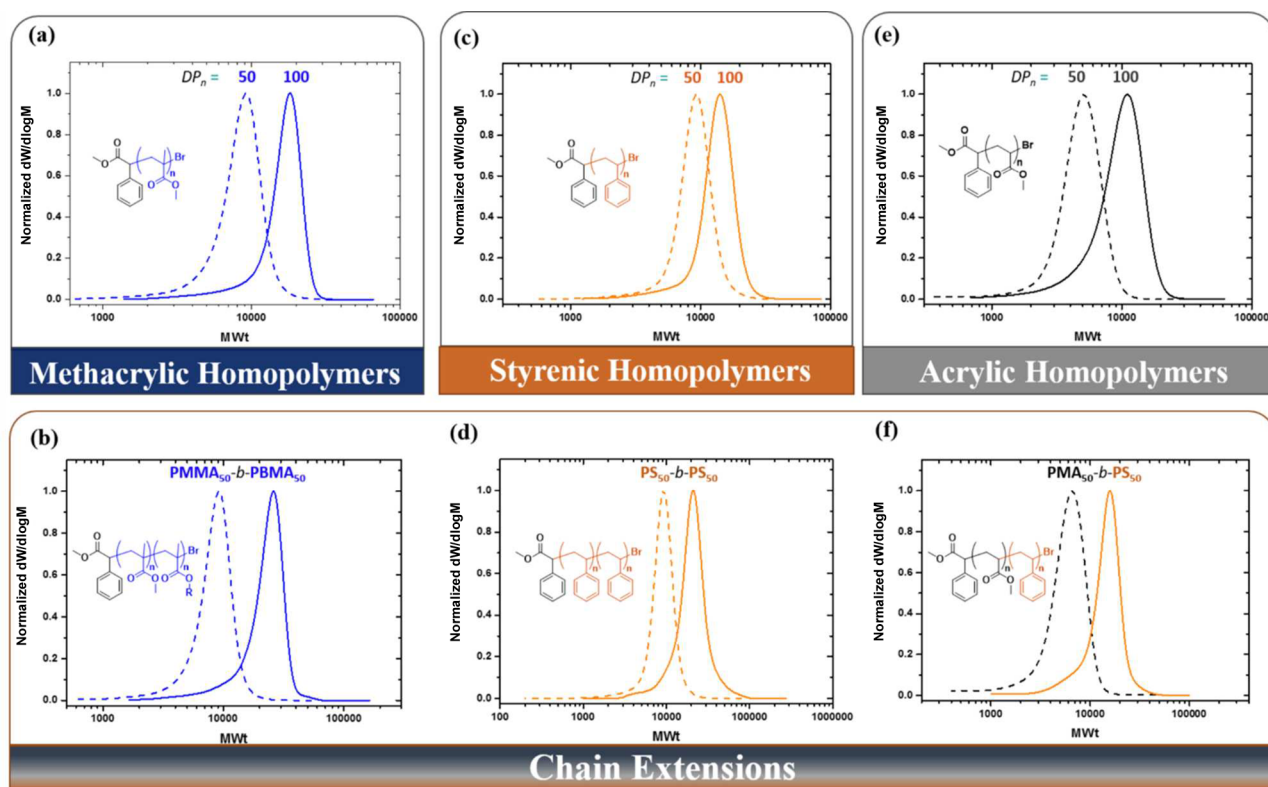 (a)
DPn = 50 100
Normalized dW/dlogM
1.0
0.8
0.6
0.4
0.2
0.0
O
O
Br
n
O
O
1000
10000
100000
MWt
Methacrylic Homopolymers
(c)
DPn = 50 100
Normalized dW/dlogM
1.0
0.8
0.6
0.4
0.2
0.0
O
O
Br
n
1000
10000
100000
MWt
Styrenic Homopolymers
(e)
DPn = 50 100
Normalized dW/dlogM
1.0
0.8
0.6
0.4
0.2
0.0
O
O
Br
n
O
O
1000
10000
100000
MWt
Acrylic Homopolymers
(b)
PMMA50-b-PBMA50
Normalized dW/dlogM
1.0
0.8
0.6
0.4
0.2
0.0
O
O
Br
n
n
O
O
O
O
R
1000
10000
100000
MWt
(d)
PS50-b-PS50
Normalized dW/dlogM
1.0
0.8
0.6
0.4
0.2
0.0
O
O
Br
n
n
100
1000
10000
100000
1000000
MWt
(f)
PMA50-b-PS50
Normalized dW/dlogM
1.0
0.8
0.6
0.4
0.2
0.0
O
O
Br
n
n
O
O
1000
10000
100000
MWt
Chain Extensions